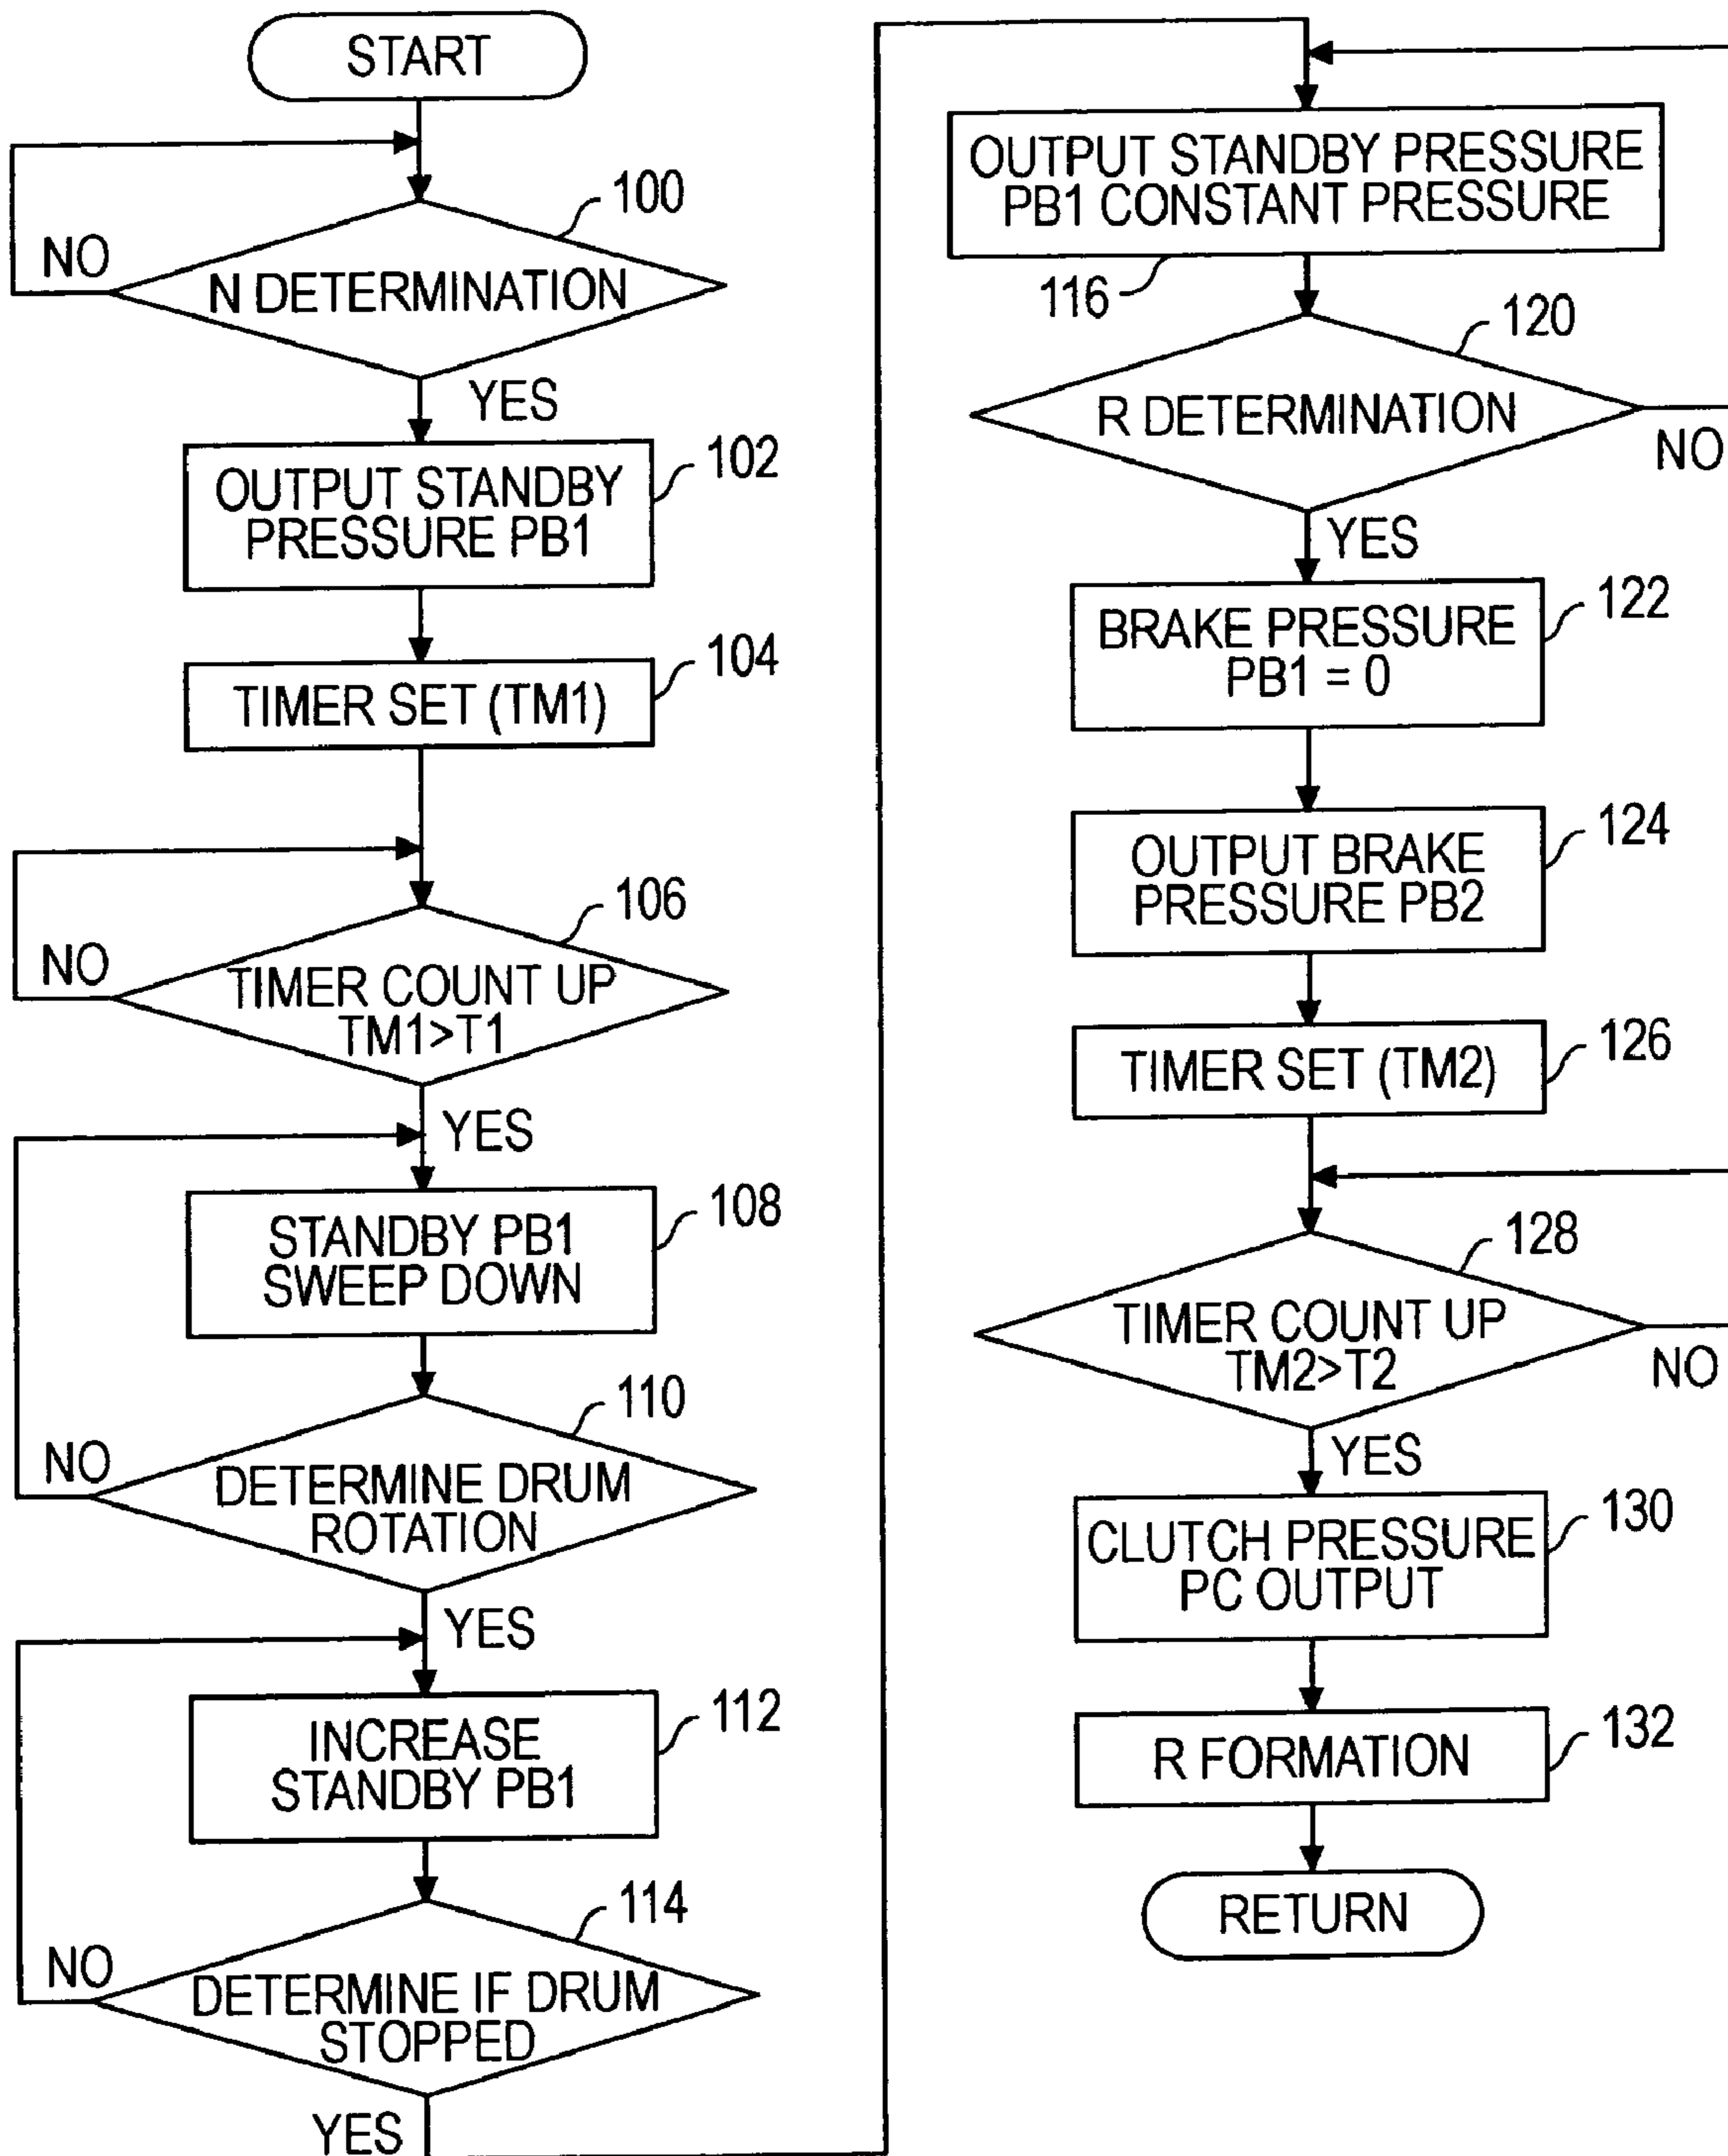 START
100
NO
N DETERMINATION
YES
102
OUTPUT STANDBY
PRESSURE PB1
104
TIMER SET (TM1)
106
NO
TIMER COUNT UP
TM1>T1
YES
108
STANDBY PB1
SWEEP DOWN
110
NO
DETERMINE DRUM
ROTATION
YES
112
INCREASE
STANDBY PB1
114
NO
DETERMINE IF DRUM
STOPPED
YES
OUTPUT STANDBY PRESSURE
PB1 CONSTANT PRESSURE
116
120
R DETERMINATION
NO
YES
122
BRAKE PRESSURE
PB1 = 0
124
OUTPUT BRAKE
PRESSURE PB2
126
TIMER SET (TM2)
128
TIMER COUNT UP
TM2>T2
NO
YES
130
CLUTCH PRESSURE
PC OUTPUT
132
R FORMATION
RETURN